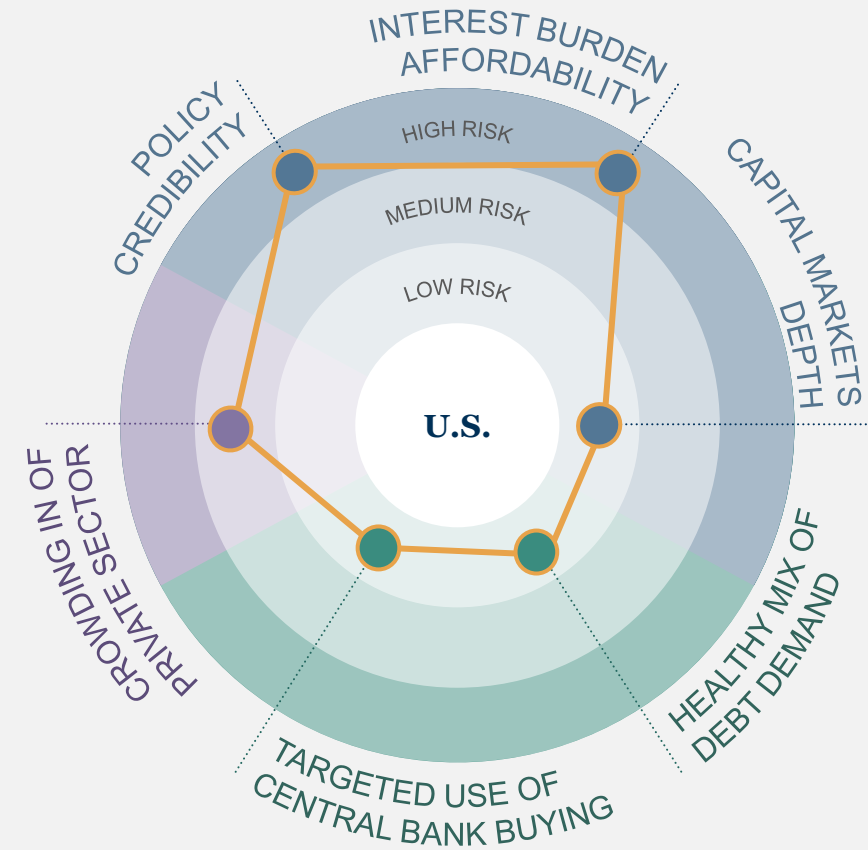 INTEREST BURDEN
AFFORDABILITY
POLICY
CREDIBILITY
HIGH RISK
MEDIUM RISK
LOW RISK
CAPITAL MARKETS
DEPTH
U.S.
CROWDING IN OF
PRIVATE SECTOR
HEALTHY MIX OF
DEBT DEMAND
TARGETED USE OF
CENTRAL BANK BUYING